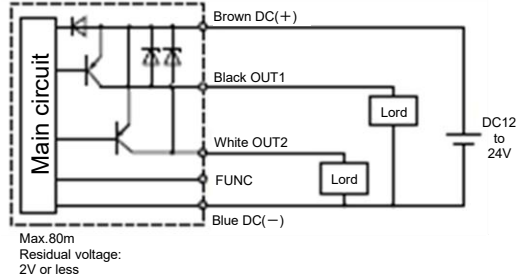 Brown DC(+)
Main circuit
Black OUT1
Lord
DC12
to
24V
White OUT2
Lord
FUNC
Blue DC(−)
Max.80m
Residual voltage:
2V or less